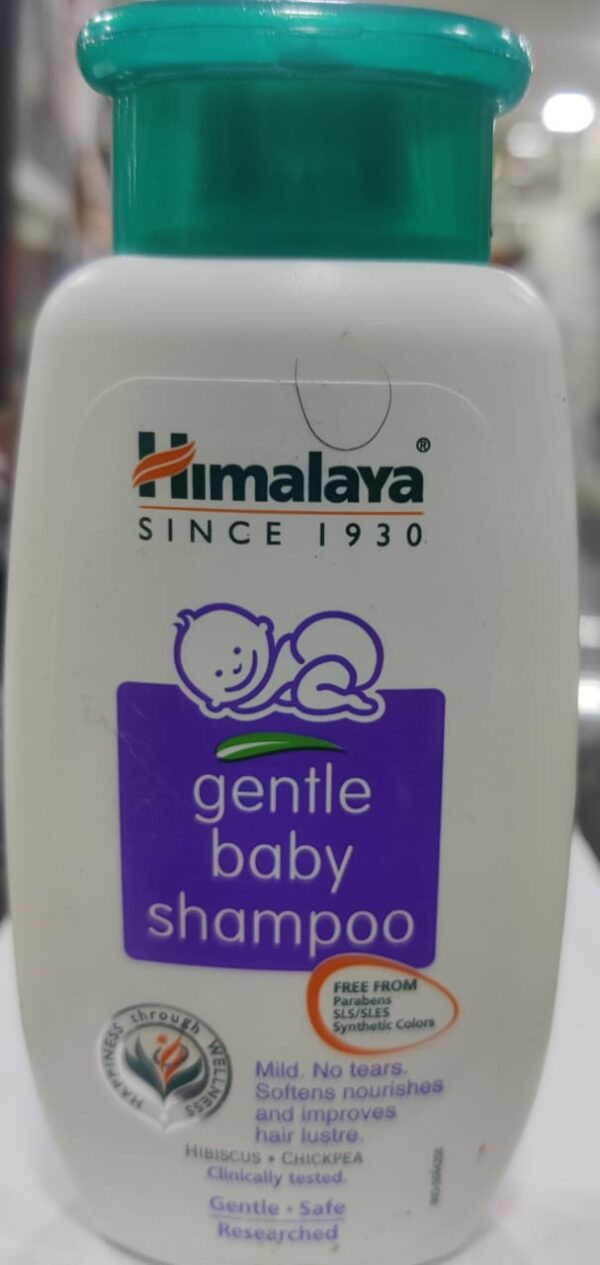 Himalaya®
SINCE 1930
gentle
baby
shampoo
FREE FROM
Parabens
SLS/SLES
Synthetic Colors
HAPPINESS through WELLNESS
Mild. No tears.
Softens nourishes
and improves
hair lustre.
HIBISCUS • CHICKPEA
Clinically tested.
Gentle • Safe
Researched